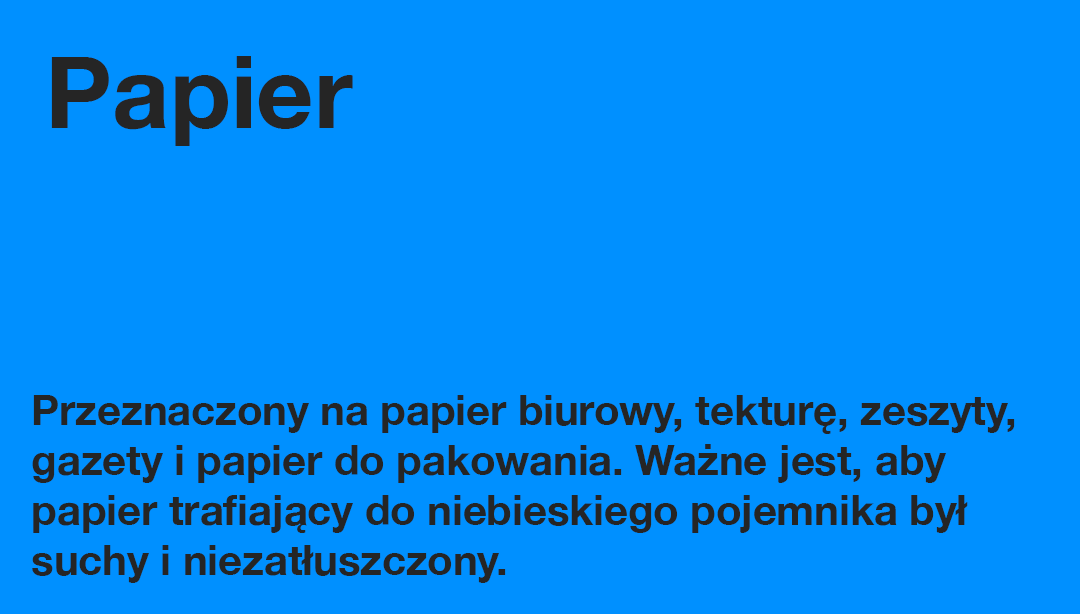 Papier
Przeznaczony na papier biurowy, tekturę, zeszyty,
gazety i papier do pakowania. Ważne jest, aby
papier trafiający do niebieskiego pojemnika był
suchy i niezatłuszczony.